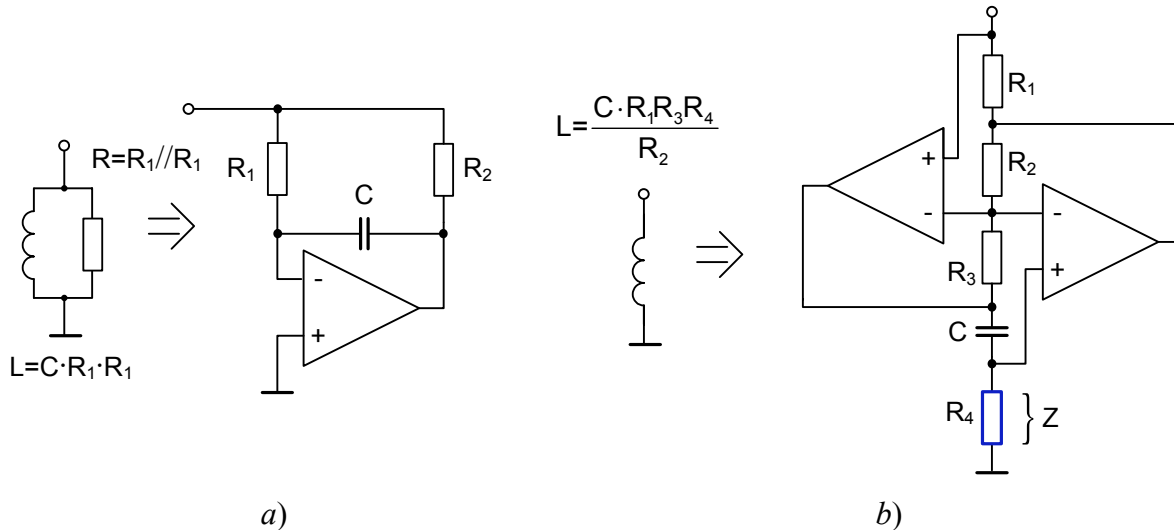 R=R₁//R₁
L=C·R₁·R₁
R₁
R₂
C
-
+
a)
L=C·R₁R₃R₄
R₂
+
-
R₁
R₂
-
+
R₃
C
R₄
} Z
b)